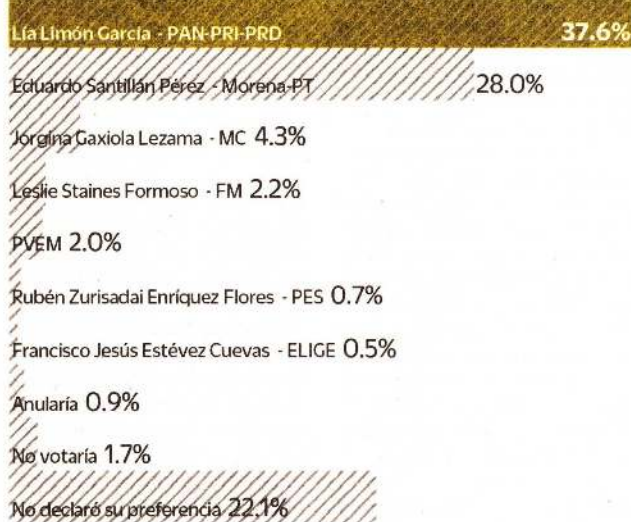 Lía Limón García - PAN-PRI-PRD 37.6%
Eduardo Santillán Pérez - Morena-PT 28.0%
Jorgina Gaxiola Lezama - MC 4.3%
Leslie Staines Formoso - FM 2.2%
PVEM 2.0%
Rubén Zurisadai Enríquez Flores - PES 0.7%
Francisco Jesús Estévez Cuevas - ELIGE 0.5%
Anularía 0.9%
No votaría 1.7%
No declaró su preferencia 22.1%